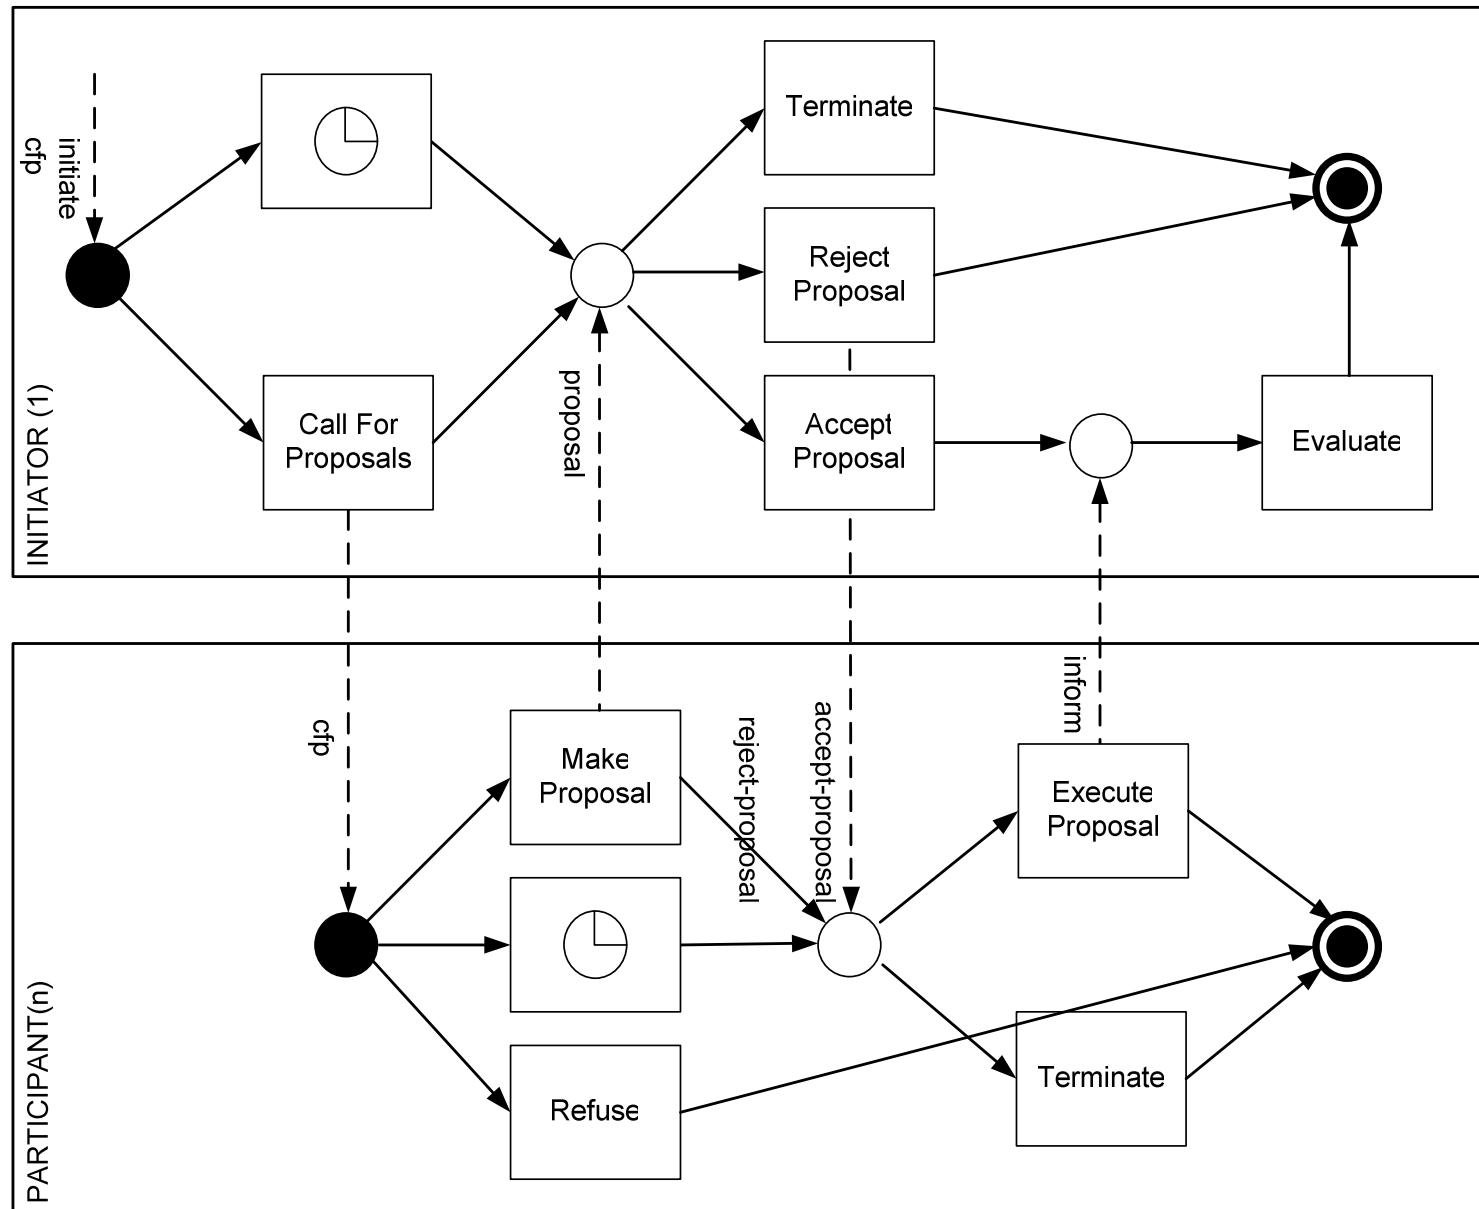 INITIATOR (1)
initiate
cfp
Terminate
Reject
Proposal
Call For
Proposals
proposal
Accept
Proposal
Evaluate
PARTICIPANT(n)
cfp
Make
Proposal
reject-proposal
accept-proposal
inform
Execute
Proposal
Refuse
Terminate